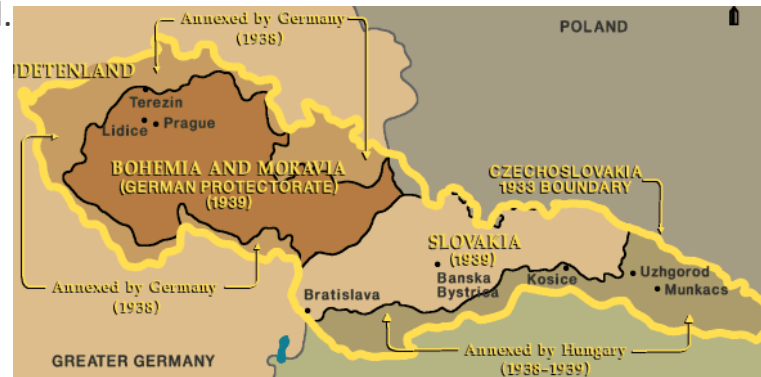 1.
Annexed by Germany
(1938)
POLAND
UDETENLAND
Terezin
Lidice
Prague
BOHEMIA AND MORAVIA
(GERMAN PROTECTORATE)
(1939)
CZECHOSLOVAKIA
1933 BOUNDARY
SLOVAKIA
(1939)
Banska
Bystrica
Kosice
Uzhgorod
Munkacs
Annexed by Germany
(1938)
Bratislava
Annexed by Hungary
(1938-1939)
GREATER GERMANY